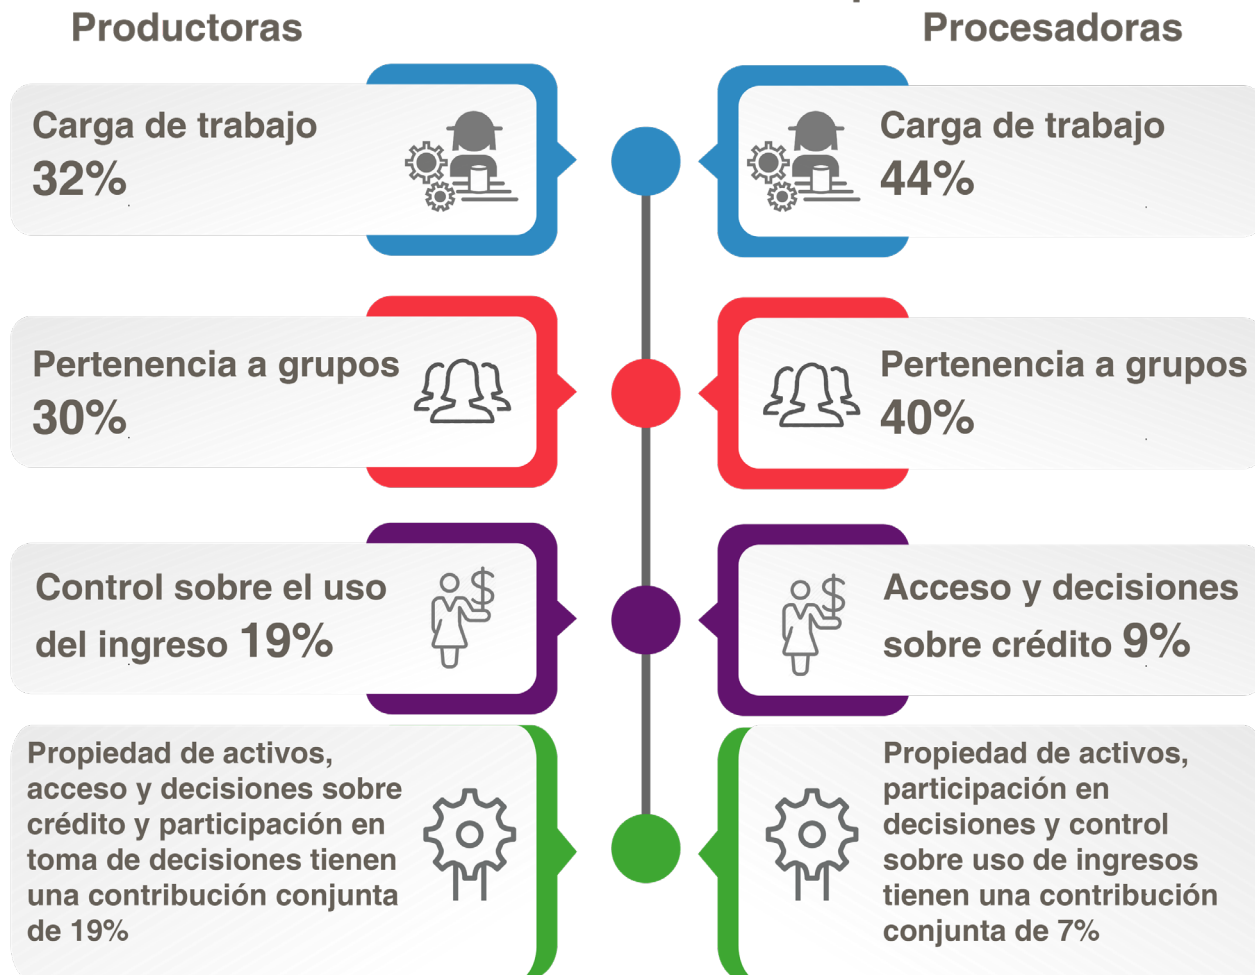 Productoras
Carga de trabajo
32%
Pertenencia a grupos
30%
Control sobre el uso
del ingreso 19%
Propiedad de activos,
acceso y decisiones sobre
crédito y participación en
toma de decisiones tienen
una contribución conjunta
de 19%
Procesadoras
Carga de trabajo
44%
Pertenencia a grupos
40%
Acceso y decisiones
sobre crédito 9%
Propiedad de activos,
participación en
decisiones y control
sobre uso de ingresos
tienen una contribución
conjunta de 7%